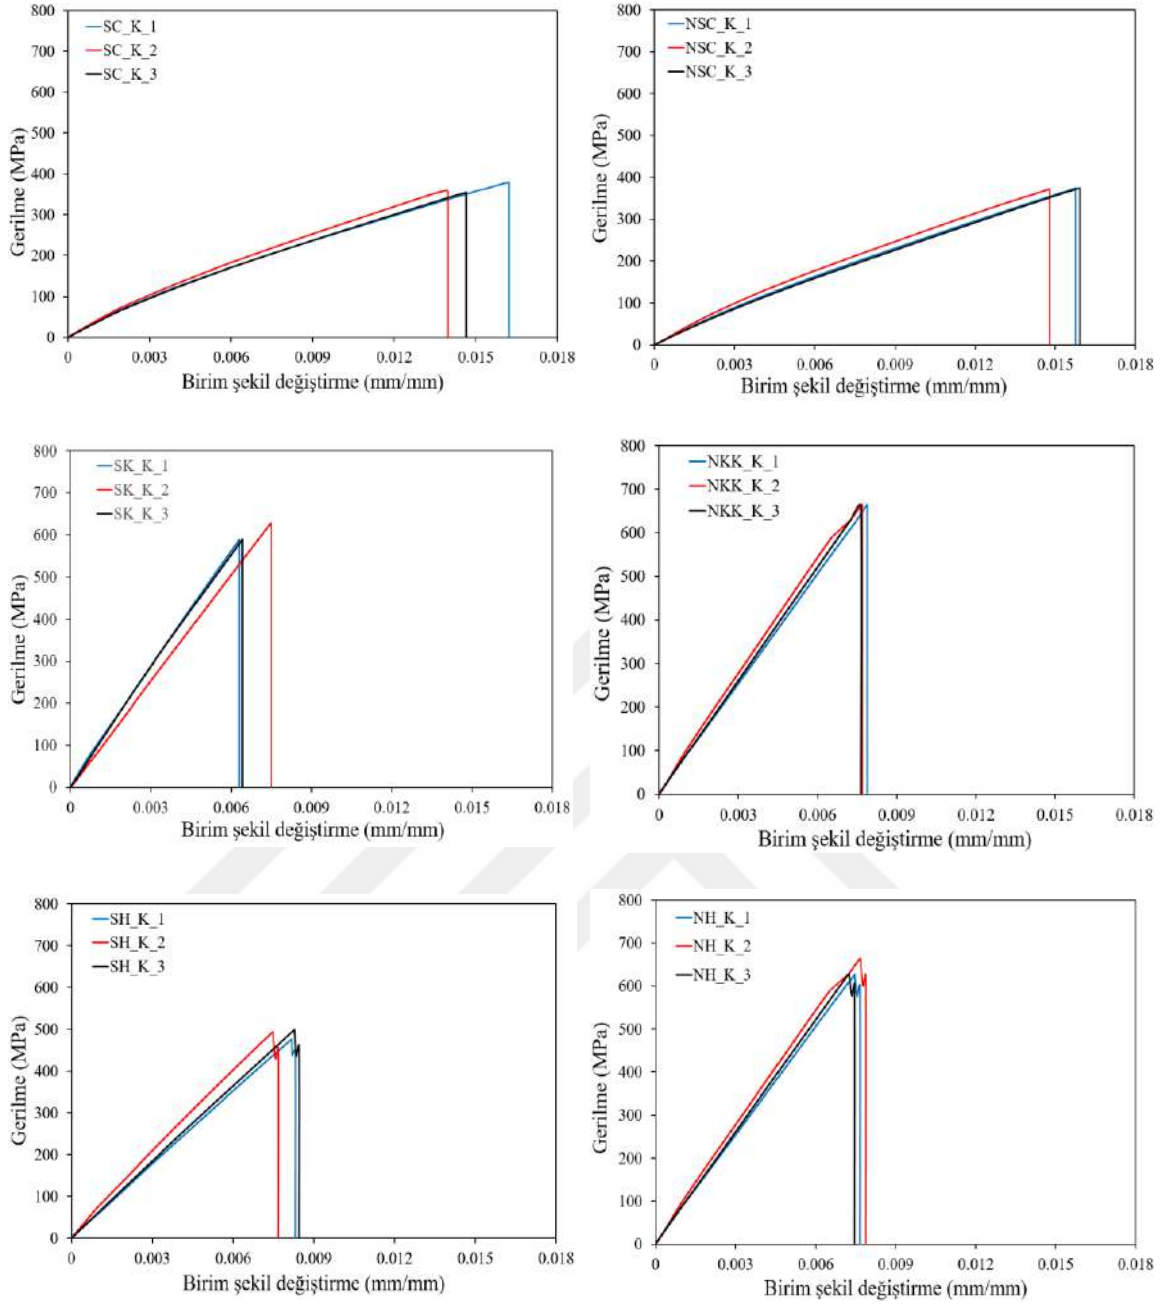 SC_K_1
SC_K_2
SC_K_3
800
700
600
500
400
300
200
100
0
Gerilme (MPa)
0 0.003 0.006 0.009 0.012 0.015 0.018
Birim şekil değiştirme (mm/mm)
NSC_K_1
NSC_K_2
NSC_K_3
800
700
600
500
400
300
200
100
0
Gerilme (MPa)
0 0.003 0.006 0.009 0.012 0.015 0.018
Birim şekil değiştirme (mm/mm)
SK_K_1
SK_K_2
SK_K_3
800
700
600
500
400
300
200
100
0
Gerilme (MPa)
0 0.003 0.006 0.009 0.012 0.015 0.018
Birim şekil değiştirme (mm/mm)
NKK_K_1
NKK_K_2
NKK_K_3
800
700
600
500
400
300
200
100
0
Gerilme (MPa)
0 0.003 0.006 0.009 0.012 0.015 0.018
Birim şekil değiştirme (mm/mm)
SH_K_1
SH_K_2
SH_K_3
800
700
600
500
400
300
200
100
0
Gerilme (MPa)
0 0.003 0.006 0.009 0.012 0.015 0.018
Birim şekil değiştirme (mm/mm)
NH_K_1
NH_K_2
NH_K_3
800
700
600
500
400
300
200
100
0
Gerilme (MPa)
0 0.003 0.006 0.009 0.012 0.015 0.018
Birim şekil değiştirme (mm/mm)